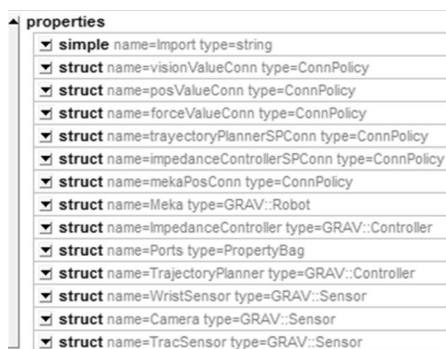 properties
simple name=Import type=string
struct name=visionValueConn type=ConnPolicy
struct name=posValueConn type=ConnPolicy
struct name=forceValueConn type=ConnPolicy
struct name=trayectoryPlannerSPConn type=ConnPolicy
struct name=impedanceControllerSPConn type=ConnPolicy
struct name=mekaPosConn type=ConnPolicy
struct name=Meka type=GRAV::Robot
struct name=ImpedanceController type=GRAV::Controller
struct name=Ports type=PropertyBag
struct name=TrajectoryPlanner type=GRAV::Controller
struct name=WristSensor type=GRAV::Sensor
struct name=Camera type=GRAV::Sensor
struct name=TracSensor type=GRAV::Sensor